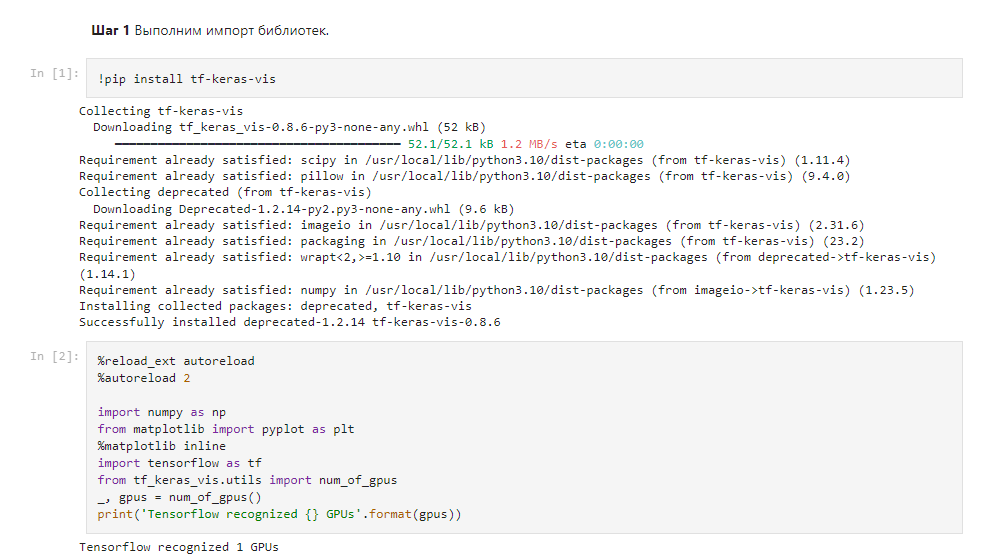 Шаг 1 Выполним импорт библиотек.
In [1]:
!pip install tf-keras-vis
Collecting tf-keras-vis
  Downloading tf_keras_vis-0.8.6-py3-none-any.whl (52 kB)
     ━━━━━━━━━━━━━━━━━━━━━━━━━━━━━━━━━━━━━━━━ 52.1/52.1 kB 1.2 MB/s eta 0:00:00
Requirement already satisfied: scipy in /usr/local/lib/python3.10/dist-packages (from tf-keras-vis) (1.11.4)
Requirement already satisfied: pillow in /usr/local/lib/python3.10/dist-packages (from tf-keras-vis) (9.4.0)
Collecting deprecated (from tf-keras-vis)
  Downloading Deprecated-1.2.14-py2.py3-none-any.whl (9.6 kB)
Requirement already satisfied: imageio in /usr/local/lib/python3.10/dist-packages (from tf-keras-vis) (2.31.6)
Requirement already satisfied: packaging in /usr/local/lib/python3.10/dist-packages (from tf-keras-vis) (23.2)
Requirement already satisfied: wrapt<2,>=1.10 in /usr/local/lib/python3.10/dist-packages (from deprecated->tf-keras-vis)
(1.14.1)
Requirement already satisfied: numpy in /usr/local/lib/python3.10/dist-packages (from imageio->tf-keras-vis) (1.23.5)
Installing collected packages: deprecated, tf-keras-vis
Successfully installed deprecated-1.2.14 tf-keras-vis-0.8.6
In [2]:
%reload_ext autoreload
%autoreload 2
import numpy as np
from matplotlib import pyplot as plt
%matplotlib inline
import tensorflow as tf
from tf_keras_vis.utils import num_of_gpus
_, gpus = num_of_gpus()
print('Tensorflow recognized {} GPUs'.format(gpus))
Tensorflow recognized 1 GPUs